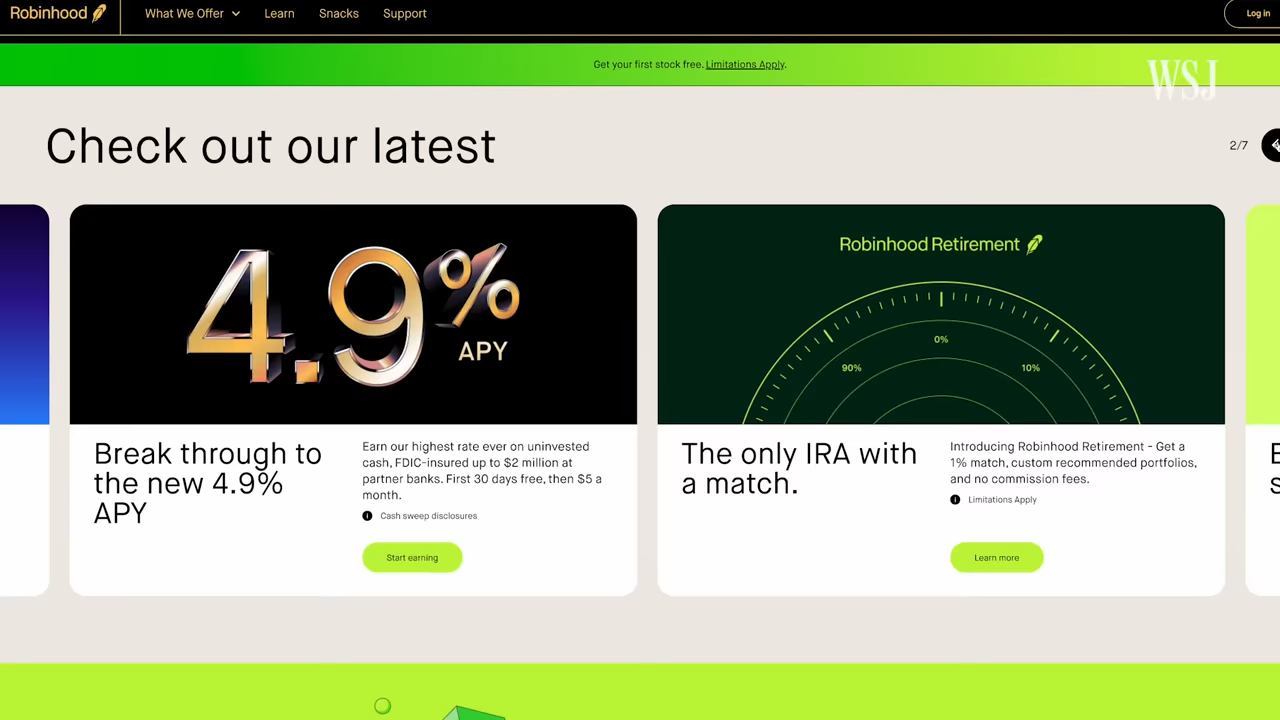 Robinhood
What We Offer
Learn
Snacks
Support
Log in
Get your first stock free. Limitations Apply.
WSJ
Check out our latest
2/7
4.9%
APY
Break through to
the new 4.9%
APY
Earn our highest rate ever on uninvested
cash, FDIC-insured up to $2 million at
partner banks. First 30 days free, then $5 a
month.
Cash sweep disclosures
Start earning
Robinhood Retirement
0%
90%
10%
The only IRA with
a match.
Introducing Robinhood Retirement - Get a
1% match, custom recommended portfolios,
and no commission fees.
Limitations Apply
Learn more